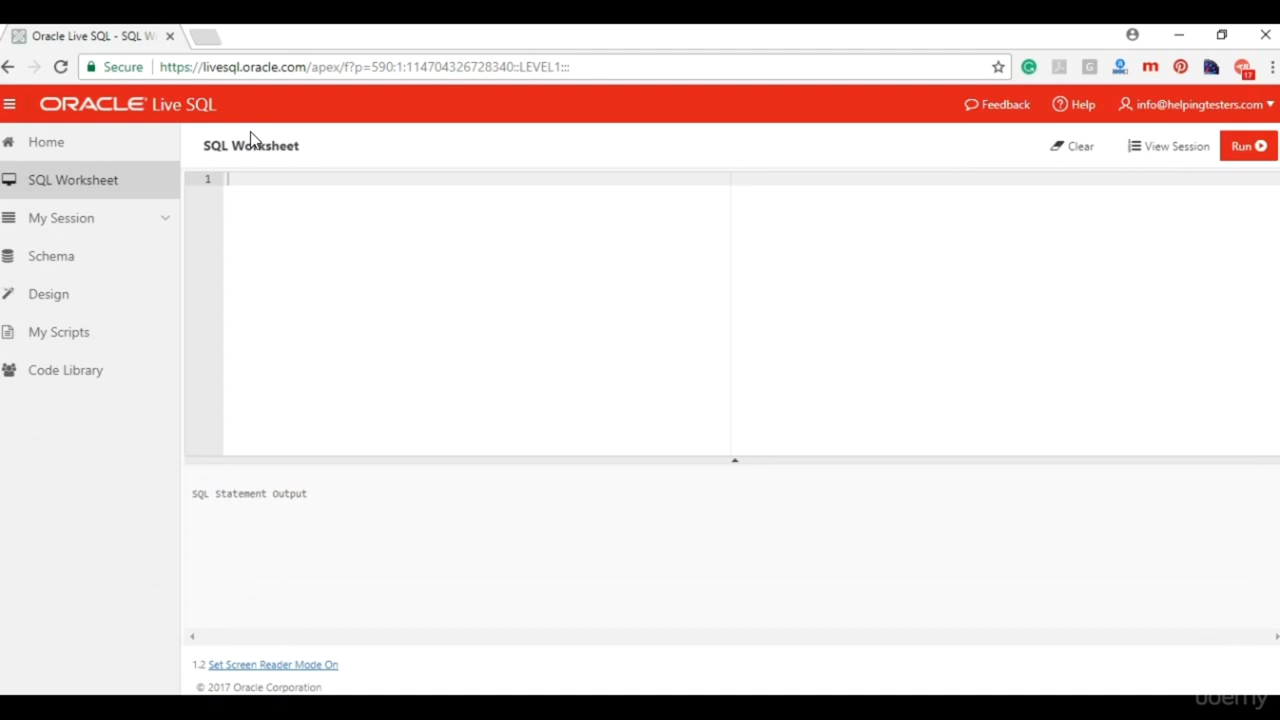 Oracle Live SQL - SQL W
Secure https://livesql.oracle.com/apex/f?p=590:1:114704326728340::LEVEL1:::
G
m
17
ORACLE Live SQL
Feedback
Help
info@helpingtesters.com
Home
SQL Worksheet
Clear
View Session
Run
SQL Worksheet
1
My Session
Schema
Design
My Scripts
Code Library
SQL Statement Output
1.2 Set Screen Reader Mode On
© 2017 Oracle Corporation
udemy